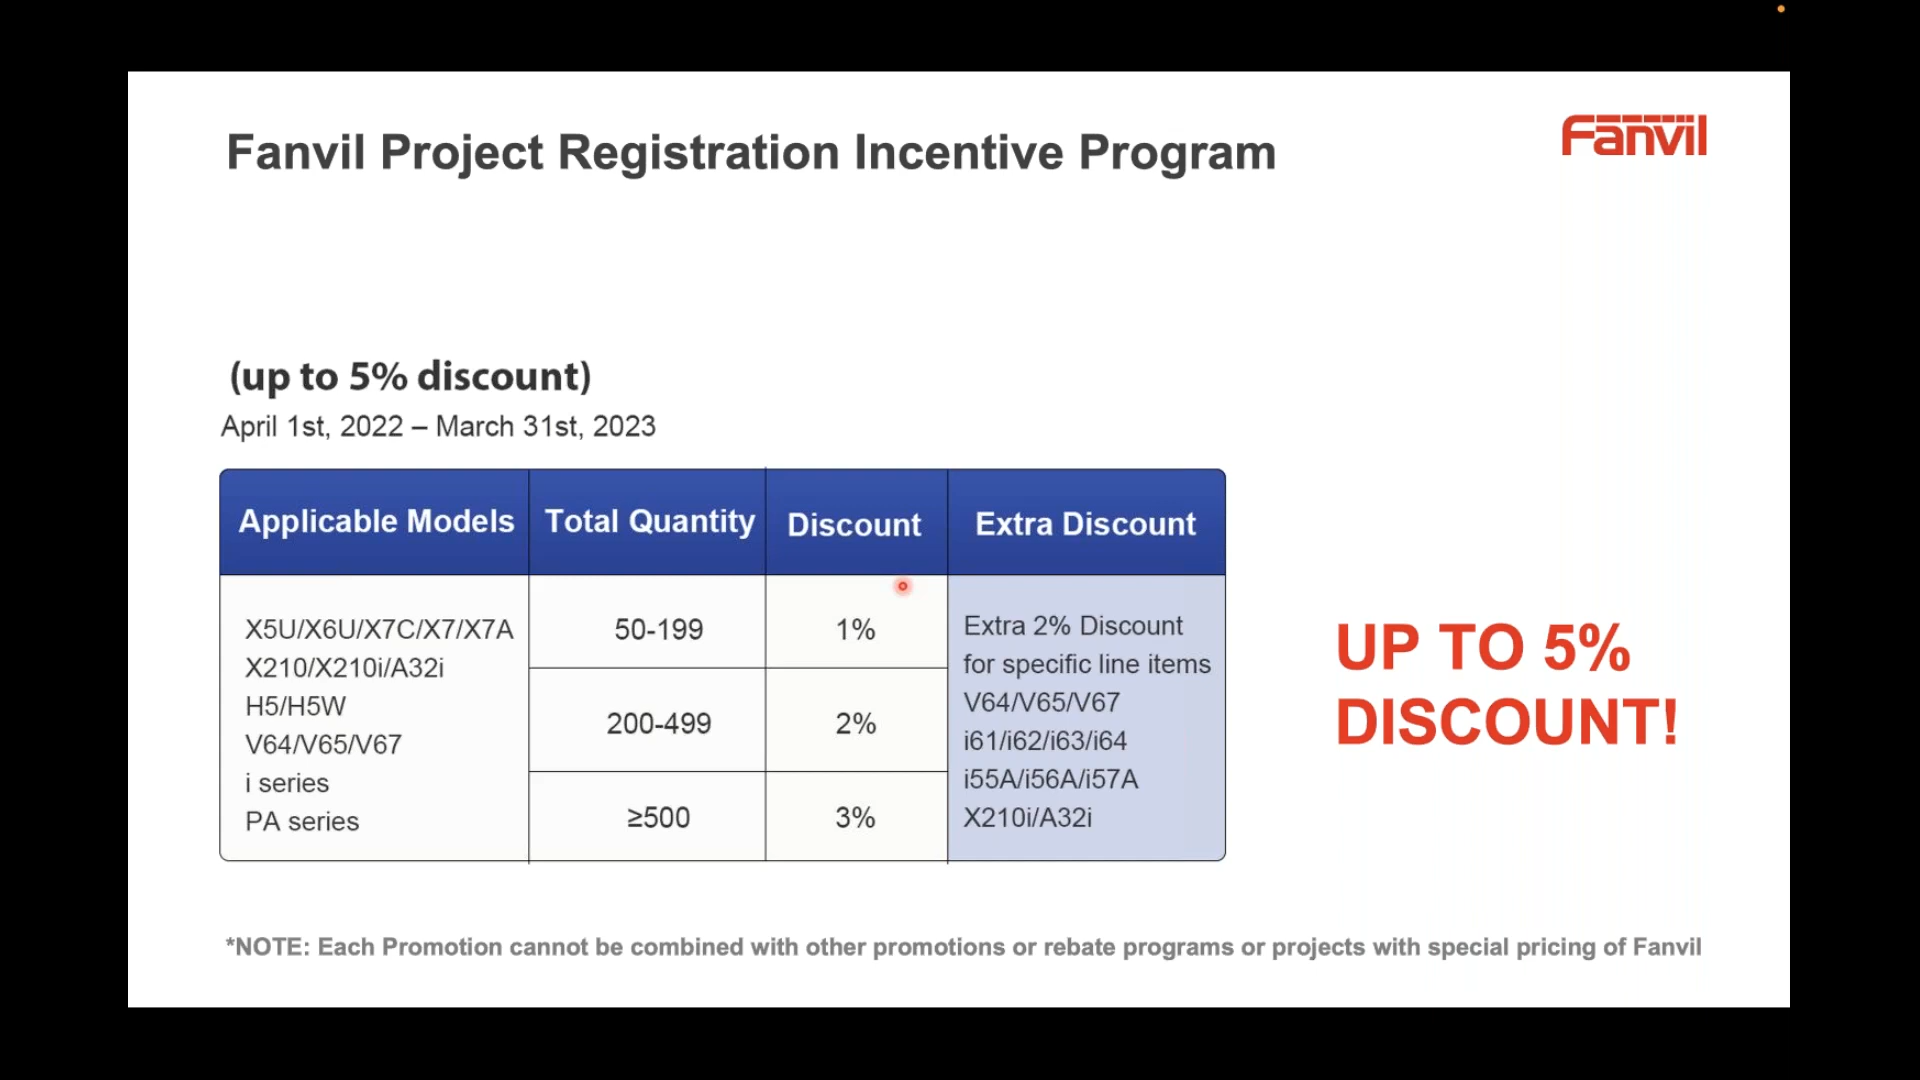 Fanvil Project Registration Incentive Program
Fanvil
(up to 5% discount)
April 1st, 2022 – March 31st, 2023
Applicable Models
Total Quantity
Discount
Extra Discount
X5U/X6U/X7C/X7/X7A
X210/X210i/A32i
H5/H5W
V64/V65/V67
i series
PA series
50-199
1%
200-499
2%
≥500
3%
Extra 2% Discount
for specific line items
V64/V65/V67
i61/i62/i63/i64
i55A/i56A/i57A
X210i/A32i
UP TO 5%
DISCOUNT!
*NOTE: Each Promotion cannot be combined with other promotions or rebate programs or projects with special pricing of Fanvil